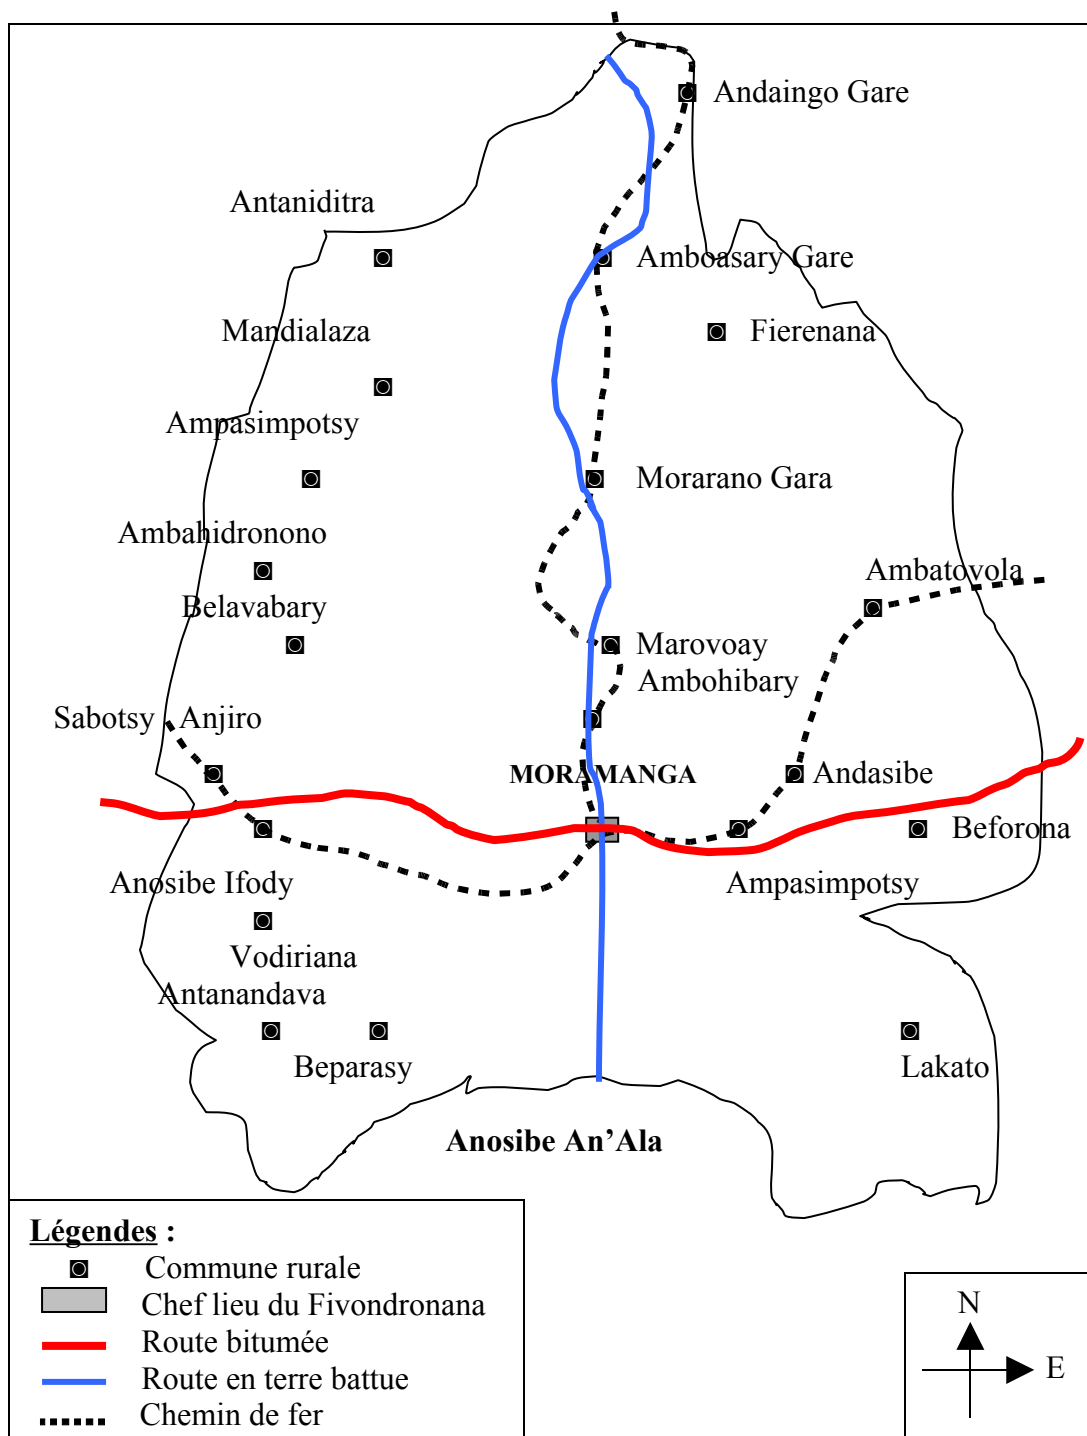 Andaingo Gare
Antaniditra
Amboasary Gare
Mandialaza
Fierenana
Ampasimpotsy
Morarano Gara
Ambahidronono
Ambatovola
Belavabary
Marovoay
Ambohibary
Sabotsy Anjiro
MORAMANGA
Andasibe
Beforona
Anosibe Ifody
Ampasimpotsy
Vodiriana
Antanandava
Beparasy
Lakato
Anosibe An’Ala
Légendes :
Commune rurale
Chef lieu du Fivondronana
Route bitumée
Route en terre battue
Chemin de fer
N
E